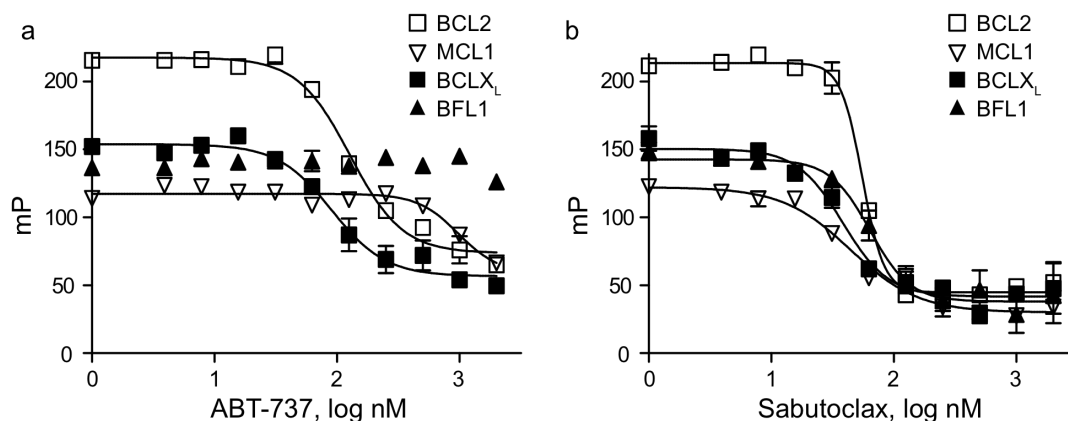 a
BCL2
MCL1
BCLXL
BFL1
200
150
100
50
0
mP
0 1 2 3
ABT-737, log nM
b
BCL2
MCL1
BCLXL
BFL1
200
150
100
50
0
mP
0 1 2 3
Sabutoclax, log nM